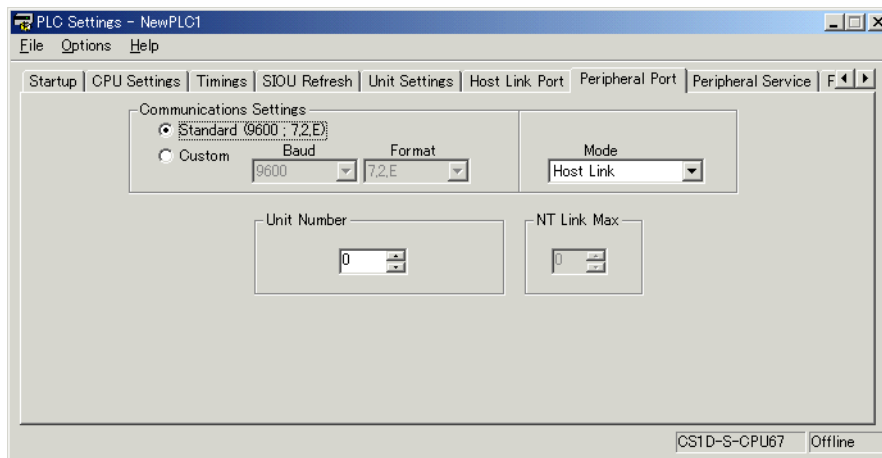 PLC Settings - NewPLC1
File Options Help
Startup CPU Settings Timings SIOU Refresh Unit Settings Host Link Port Peripheral Port Peripheral Service F
Communications Settings
Standard (9600 ; 7,2,E)
Custom Baud Format Mode
9600 7,2,E Host Link
Unit Number NT Link Max
0 0
CS1D-S-CPU67 Offline